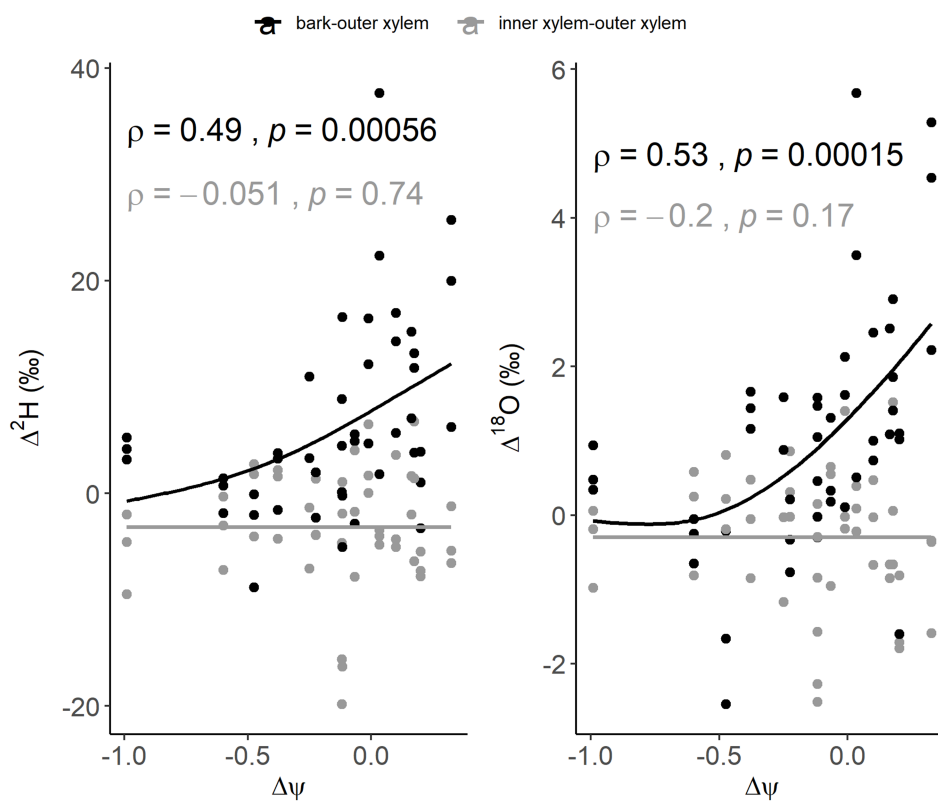 a bark-outer xylem a inner xylem-outer xylem
40
20
0
-20
-1.0 -0.5 0.0
Δψ
Δ²H (‰)
ρ = 0.49 , p = 0.00056
ρ = −0.051 , p = 0.74
6
4
2
0
-2
-1.0 -0.5 0.0
Δψ
Δ¹⁸O (‰)
ρ = 0.53 , p = 0.00015
ρ = −0.2 , p = 0.17